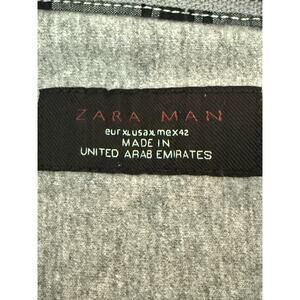 ZARA MAN
eur XL usa XL mex 42
MADE IN
UNITED ARAB EMIRATES